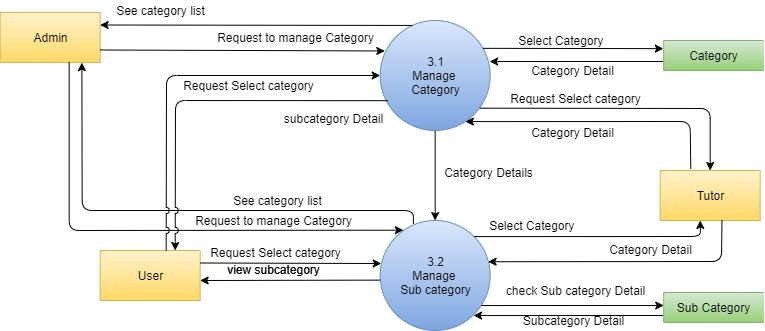 See category list
Admin
Request to manage Category
3.1
Manage
Category
Select Category
Category
Category Detail
Request Select category
Request Select category
subcategory Detail
Category Detail
Category Details
Tutor
See category list
Request to manage Category
Select Category
Category Detail
User
Request Select category
view subcategory
3.2
Manage
Sub category
check Sub category Detail
Sub Category
Subcategory Detail